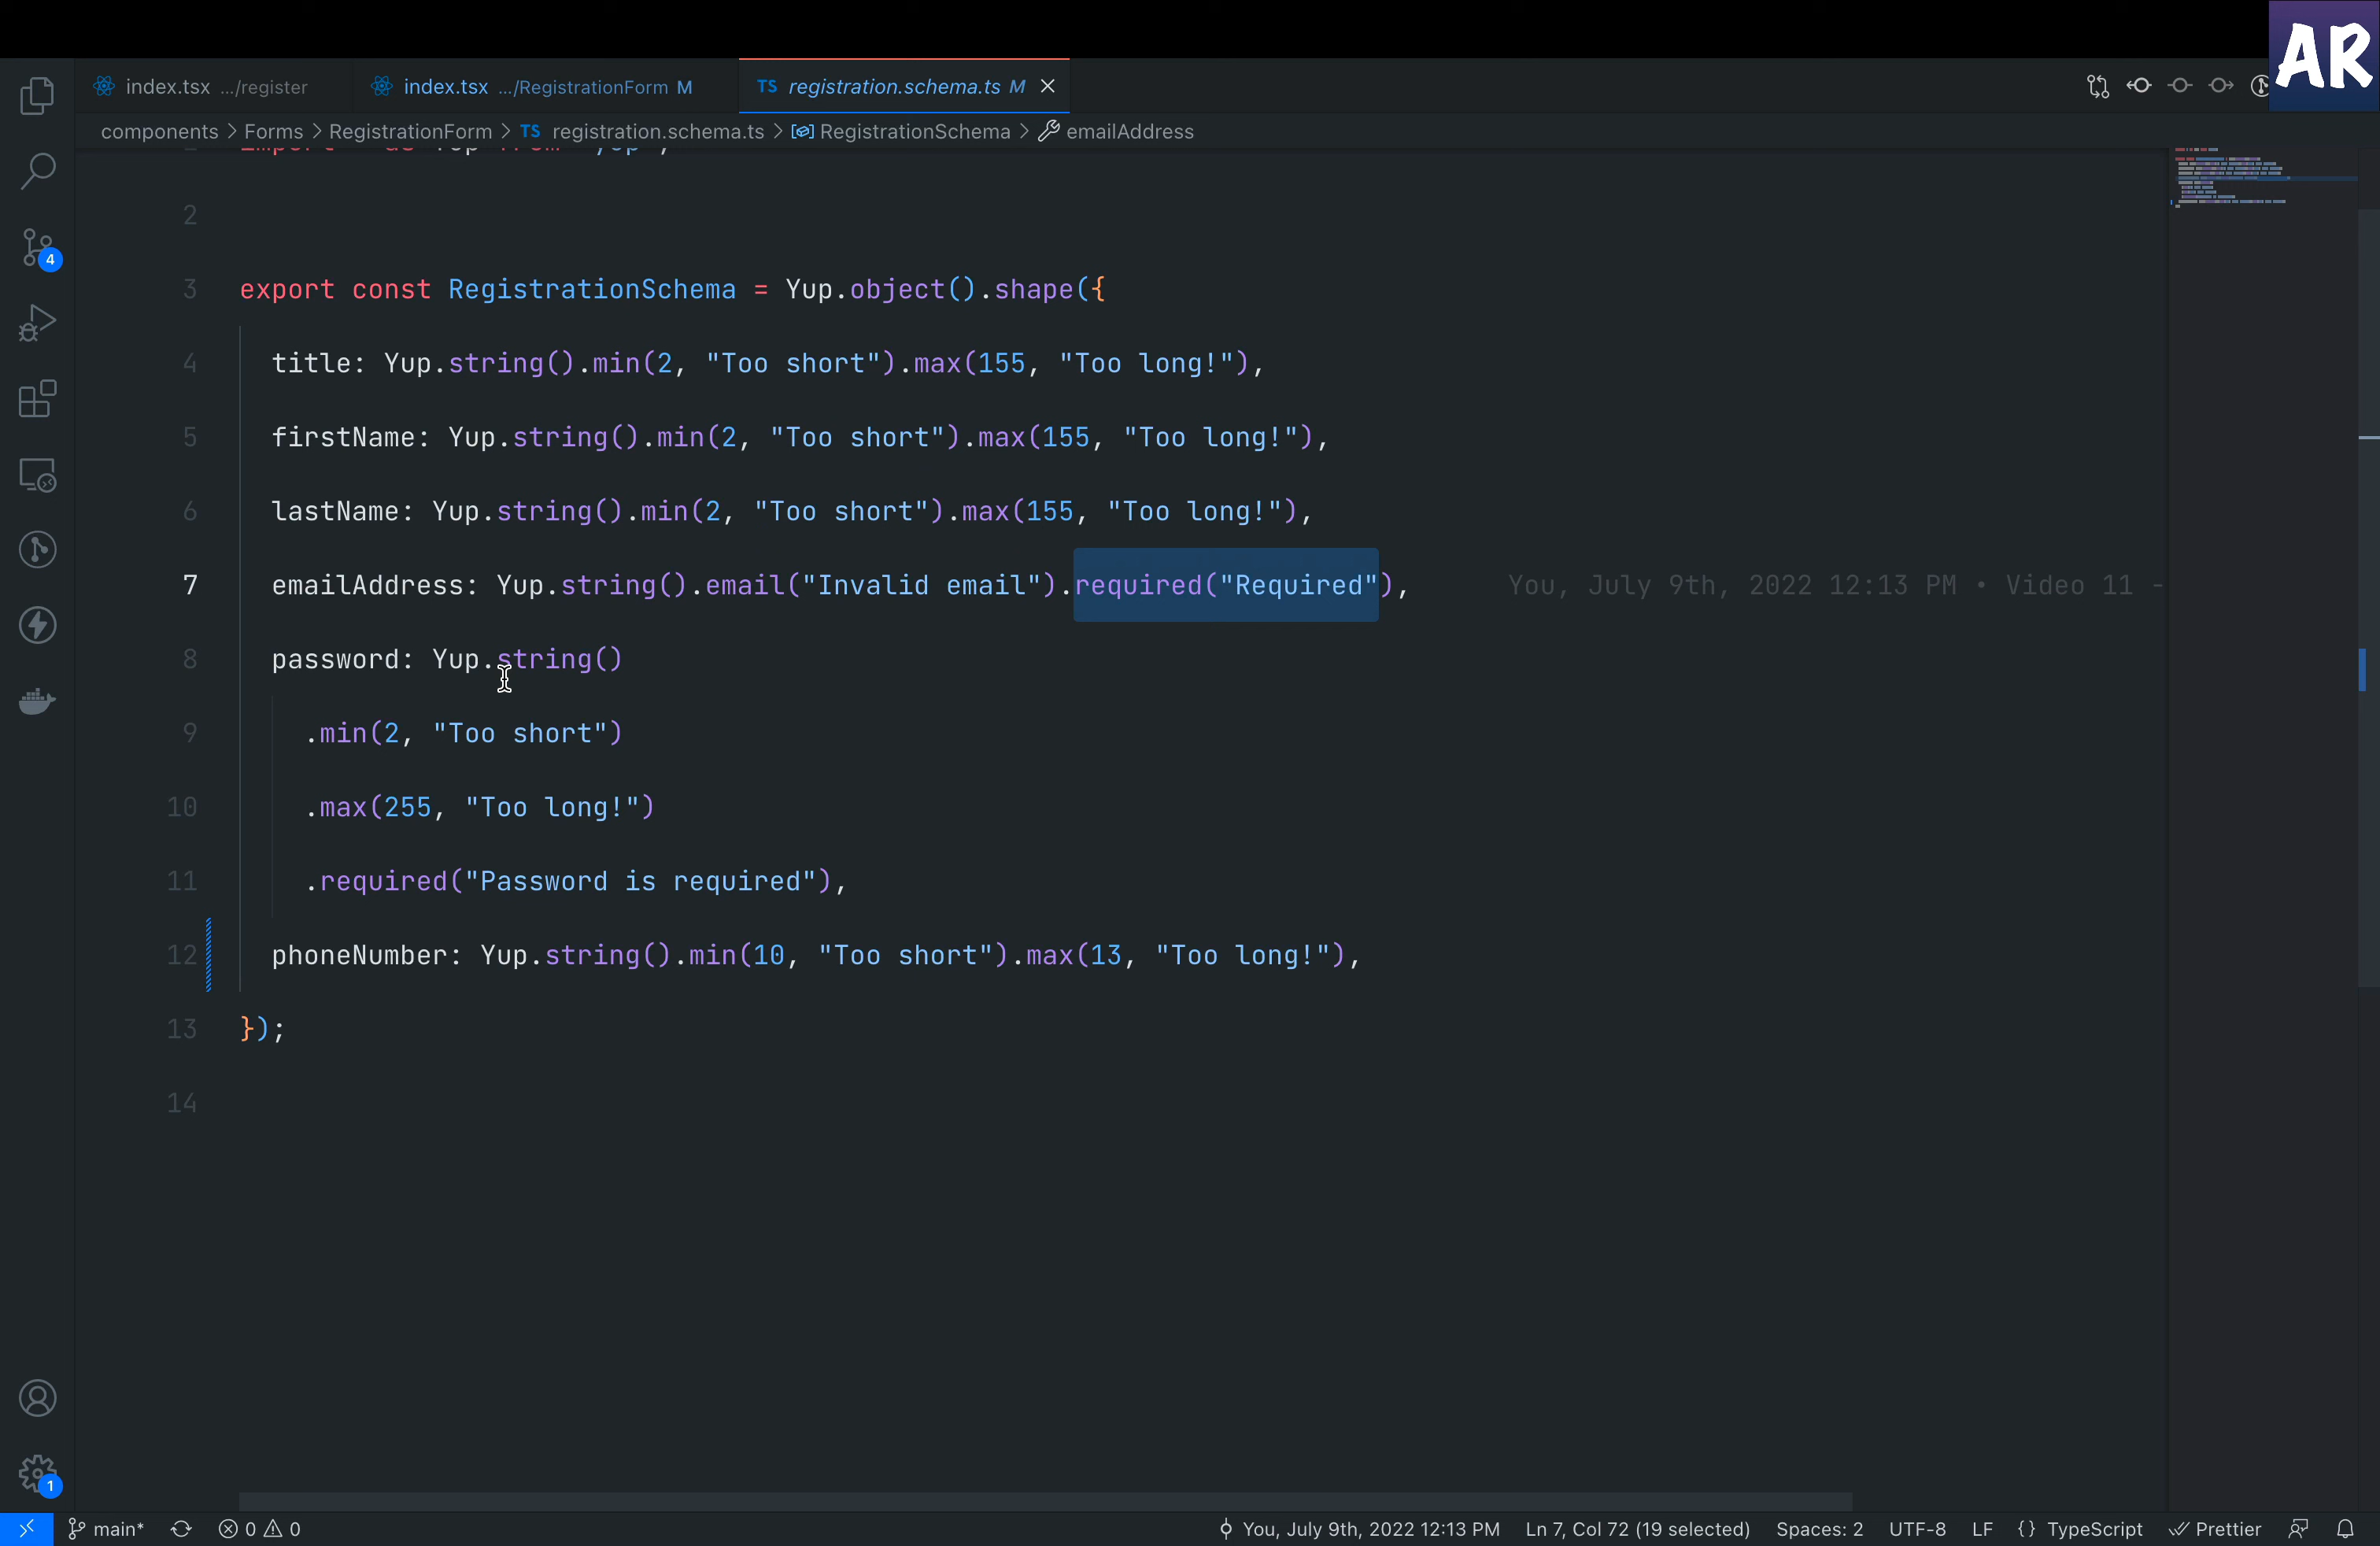 AR
index.tsx .../register index.tsx .../RegistrationForm M TS registration.schema.ts M
components > Forms > RegistrationForm > TS registration.schema.ts > RegistrationSchema > emailAddress
2
3 export const RegistrationSchema = Yup.object().shape({
4 title: Yup.string().min(2, "Too short").max(155, "Too long!"),
5 firstName: Yup.string().min(2, "Too short").max(155, "Too long!"),
6 lastName: Yup.string().min(2, "Too short").max(155, "Too long!"),
7 emailAddress: Yup.string().email("Invalid email").required("Required"), You, July 9th, 2022 12:13 PM • Video 11 -
8 password: Yup.string()
9 .min(2, "Too short")
10 .max(255, "Too long!")
11 .required("Password is required"),
12 phoneNumber: Yup.string().min(10, "Too short").max(13, "Too long!"),
13 });
14
4
1
main* 0 0 You, July 9th, 2022 12:13 PM Ln 7, Col 72 (19 selected) Spaces: 2 UTF-8 LF {} TypeScript Prettier